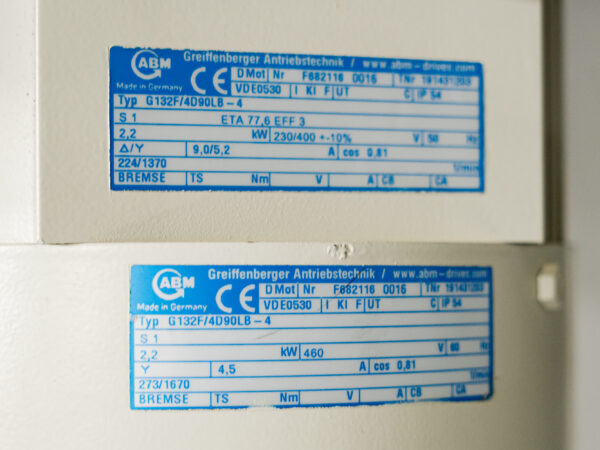 ABM
Made in Germany
Greiffenberger Antriebstechnik / www.abm-drives.com
CE
D Mot Nr F682116 0016 TNr 191431203
VDE0530 I Kl F UT C IP 54
Typ G132F/4D90LB-4
S 1 ETA 77,6 EFF 3
2,2 kW 230/400 +-10% V 50 Hz
Δ/Y 9,0/5,2 A cos 0,81
224/1370 1/min
BREMSE TS Nm V A CB CA
ABM
Made in Germany
Greiffenberger Antriebstechnik / www.abm-drives.com
CE
D Mot Nr F682116 0016 TNr 191431203
VDE0530 I Kl F UT C IP 54
Typ G132F/4D90LB-4
S 1
2,2 kW 460 V 60 Hz
Y 4,5 A cos 0,81
273/1670 1/min
BREMSE TS Nm V A CB CA